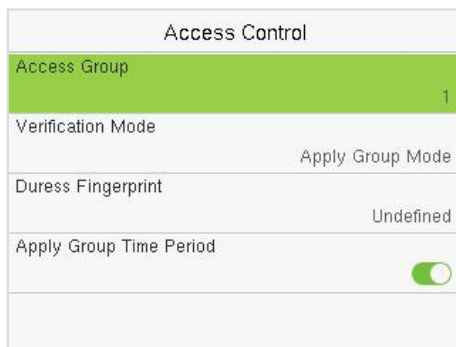 Access Control
Access Group
1
Verification Mode
Apply Group Mode
Duress Fingerprint
Undefined
Apply Group Time Period